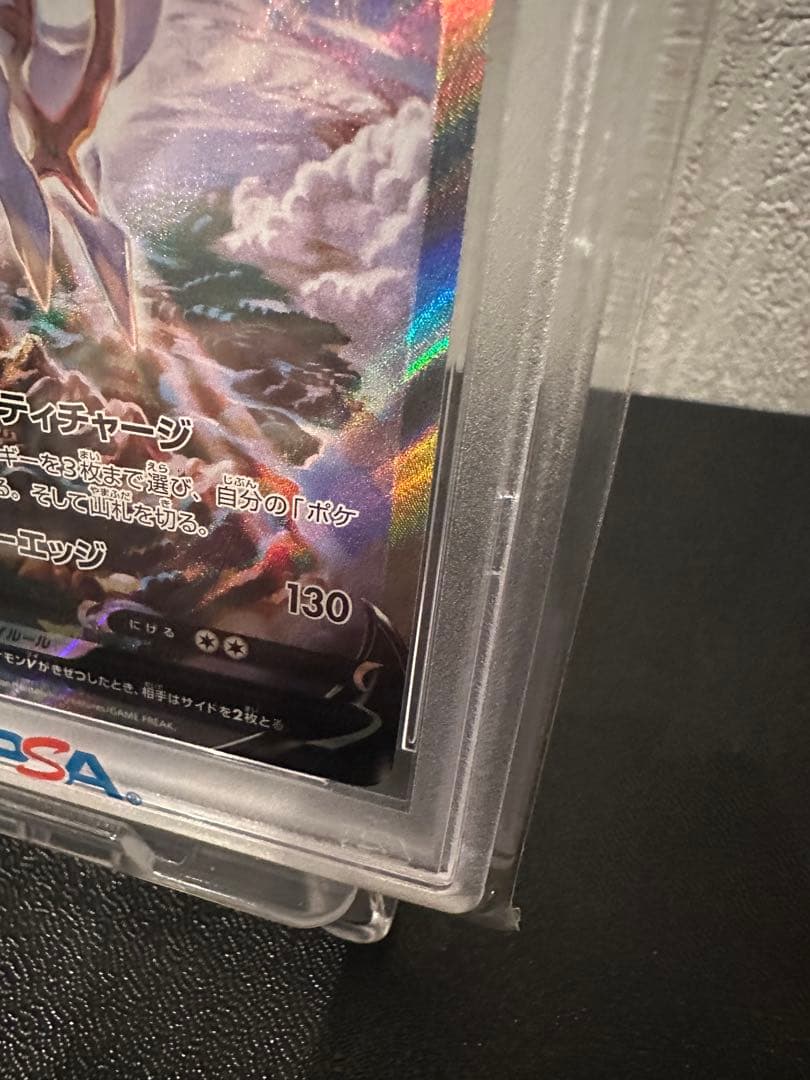 ティチャージ
ギーを3枚まで選び、自分の「ポケ
る。そして山札を切る。
ーエッジ
130
にげる
ルール
モンVがきぜつしたとき、相手はサイドを2枚とる
/GAME FREAK.
PSA®